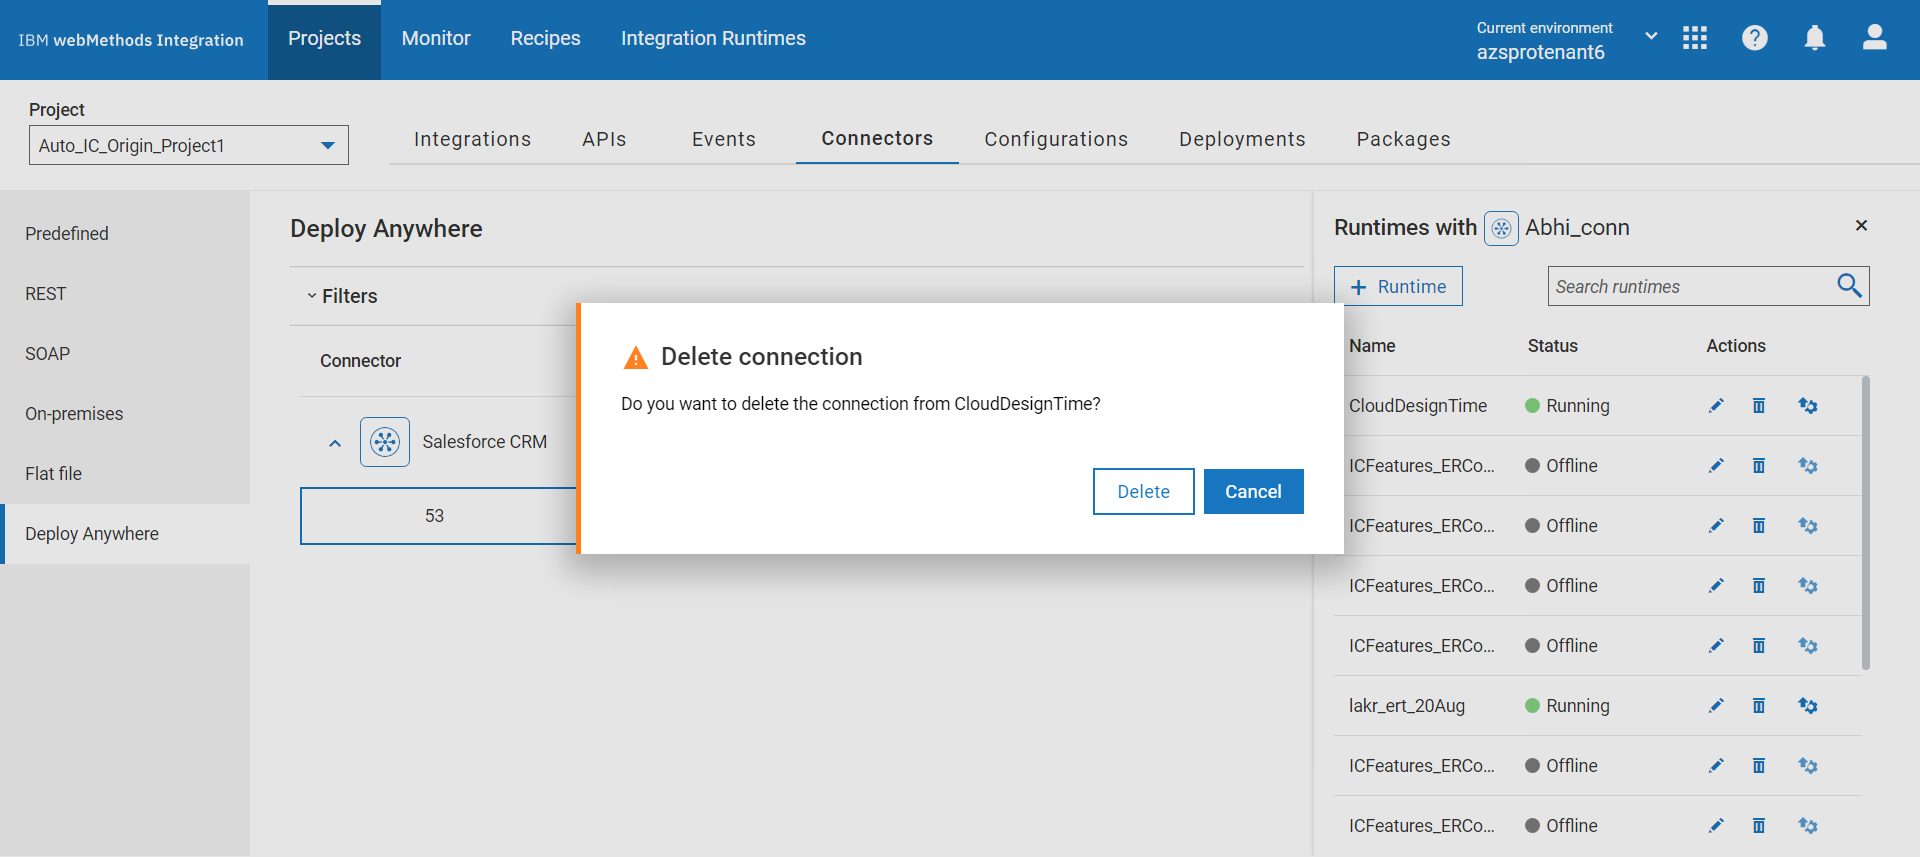 IBM webMethods Integration
Projects
Monitor
Recipes
Integration Runtimes
Current environment
azsprotenant6
Project
Auto_IC_Origin_Project1
Integrations
APIs
Events
Connectors
Configurations
Deployments
Packages
Predefined
REST
SOAP
On-premises
Flat file
Deploy Anywhere
Deploy Anywhere
Filters
Connector
Salesforce CRM
53
Delete connection
Do you want to delete the connection from CloudDesignTime?
Delete
Cancel
Runtimes with Abhi_conn
+ Runtime
Search runtimes
Name Status Actions
CloudDesignTime Running
ICFeatures_ERCo... Offline
ICFeatures_ERCo... Offline
ICFeatures_ERCo... Offline
ICFeatures_ERCo... Offline
lakr_ert_20Aug Running
ICFeatures_ERCo... Offline
ICFeatures_ERCo... Offline